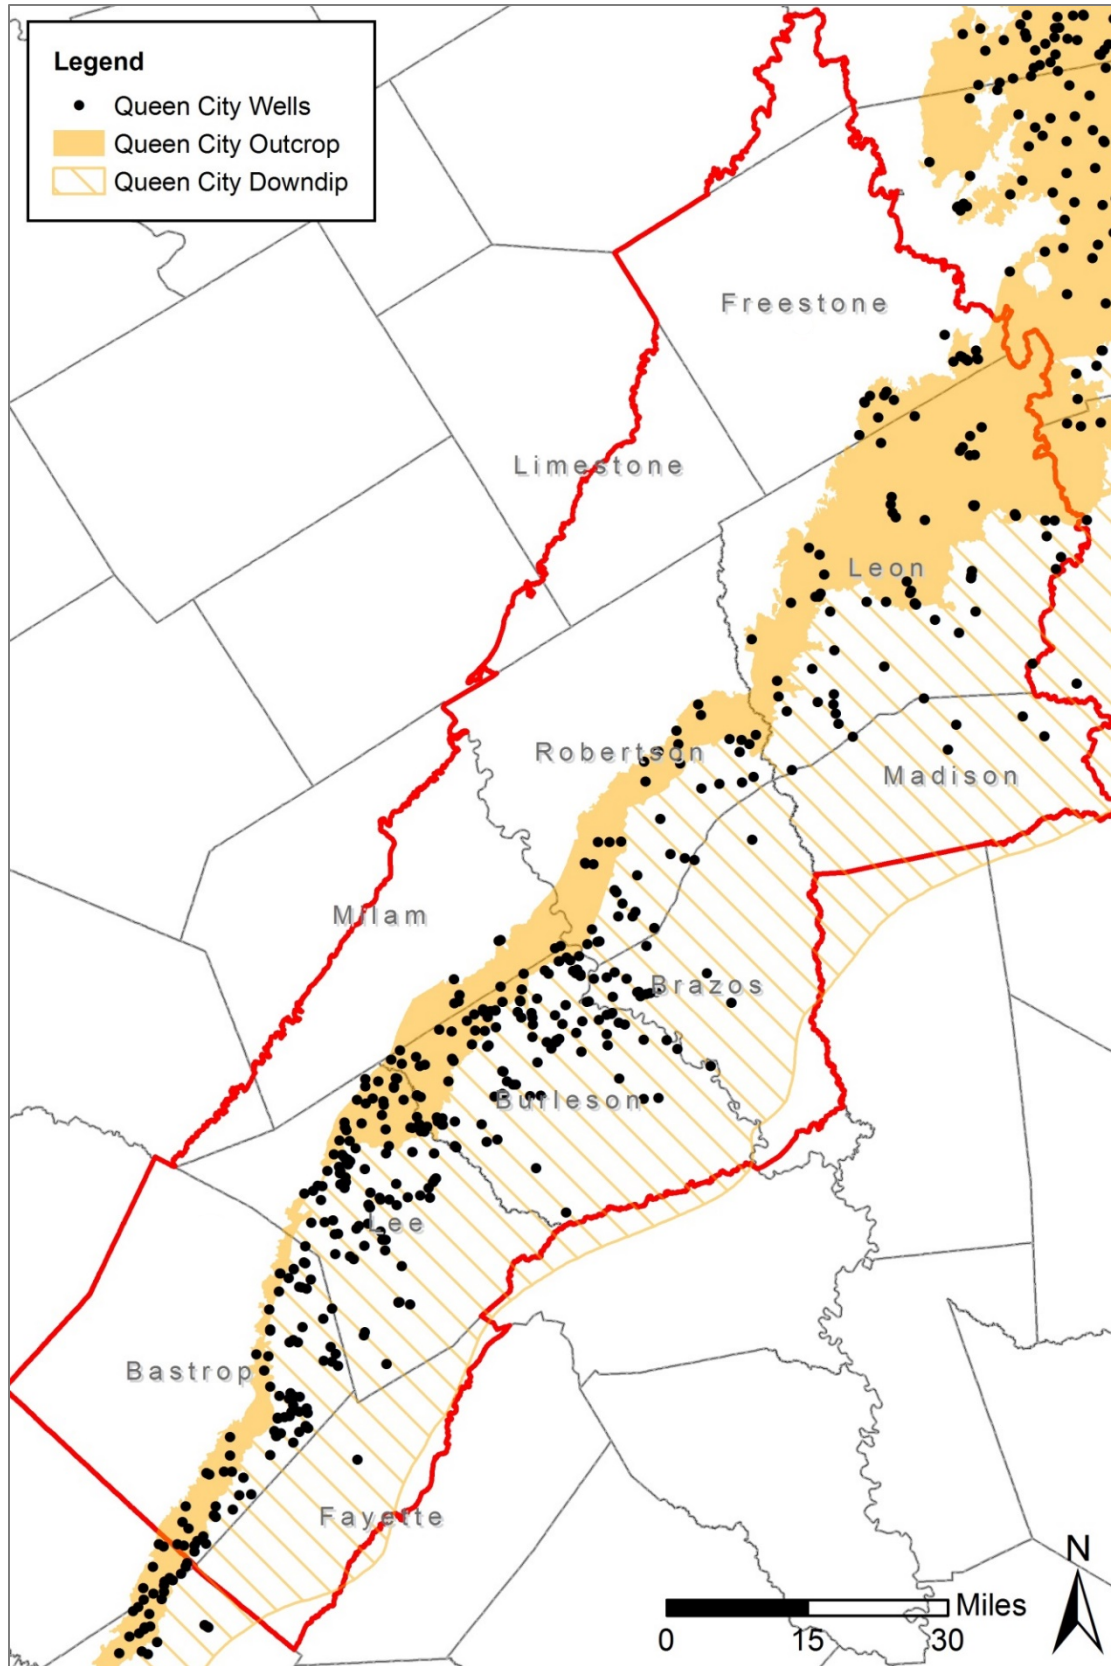 Legend
Queen City Wells
Queen City Outcrop
Queen City Downdip
Freestone
Limestone
Leon
Robertson
Madison
Milam
Brazos
Burleson
Lee
Bastrop
Fayette
N
Miles
0 15 30